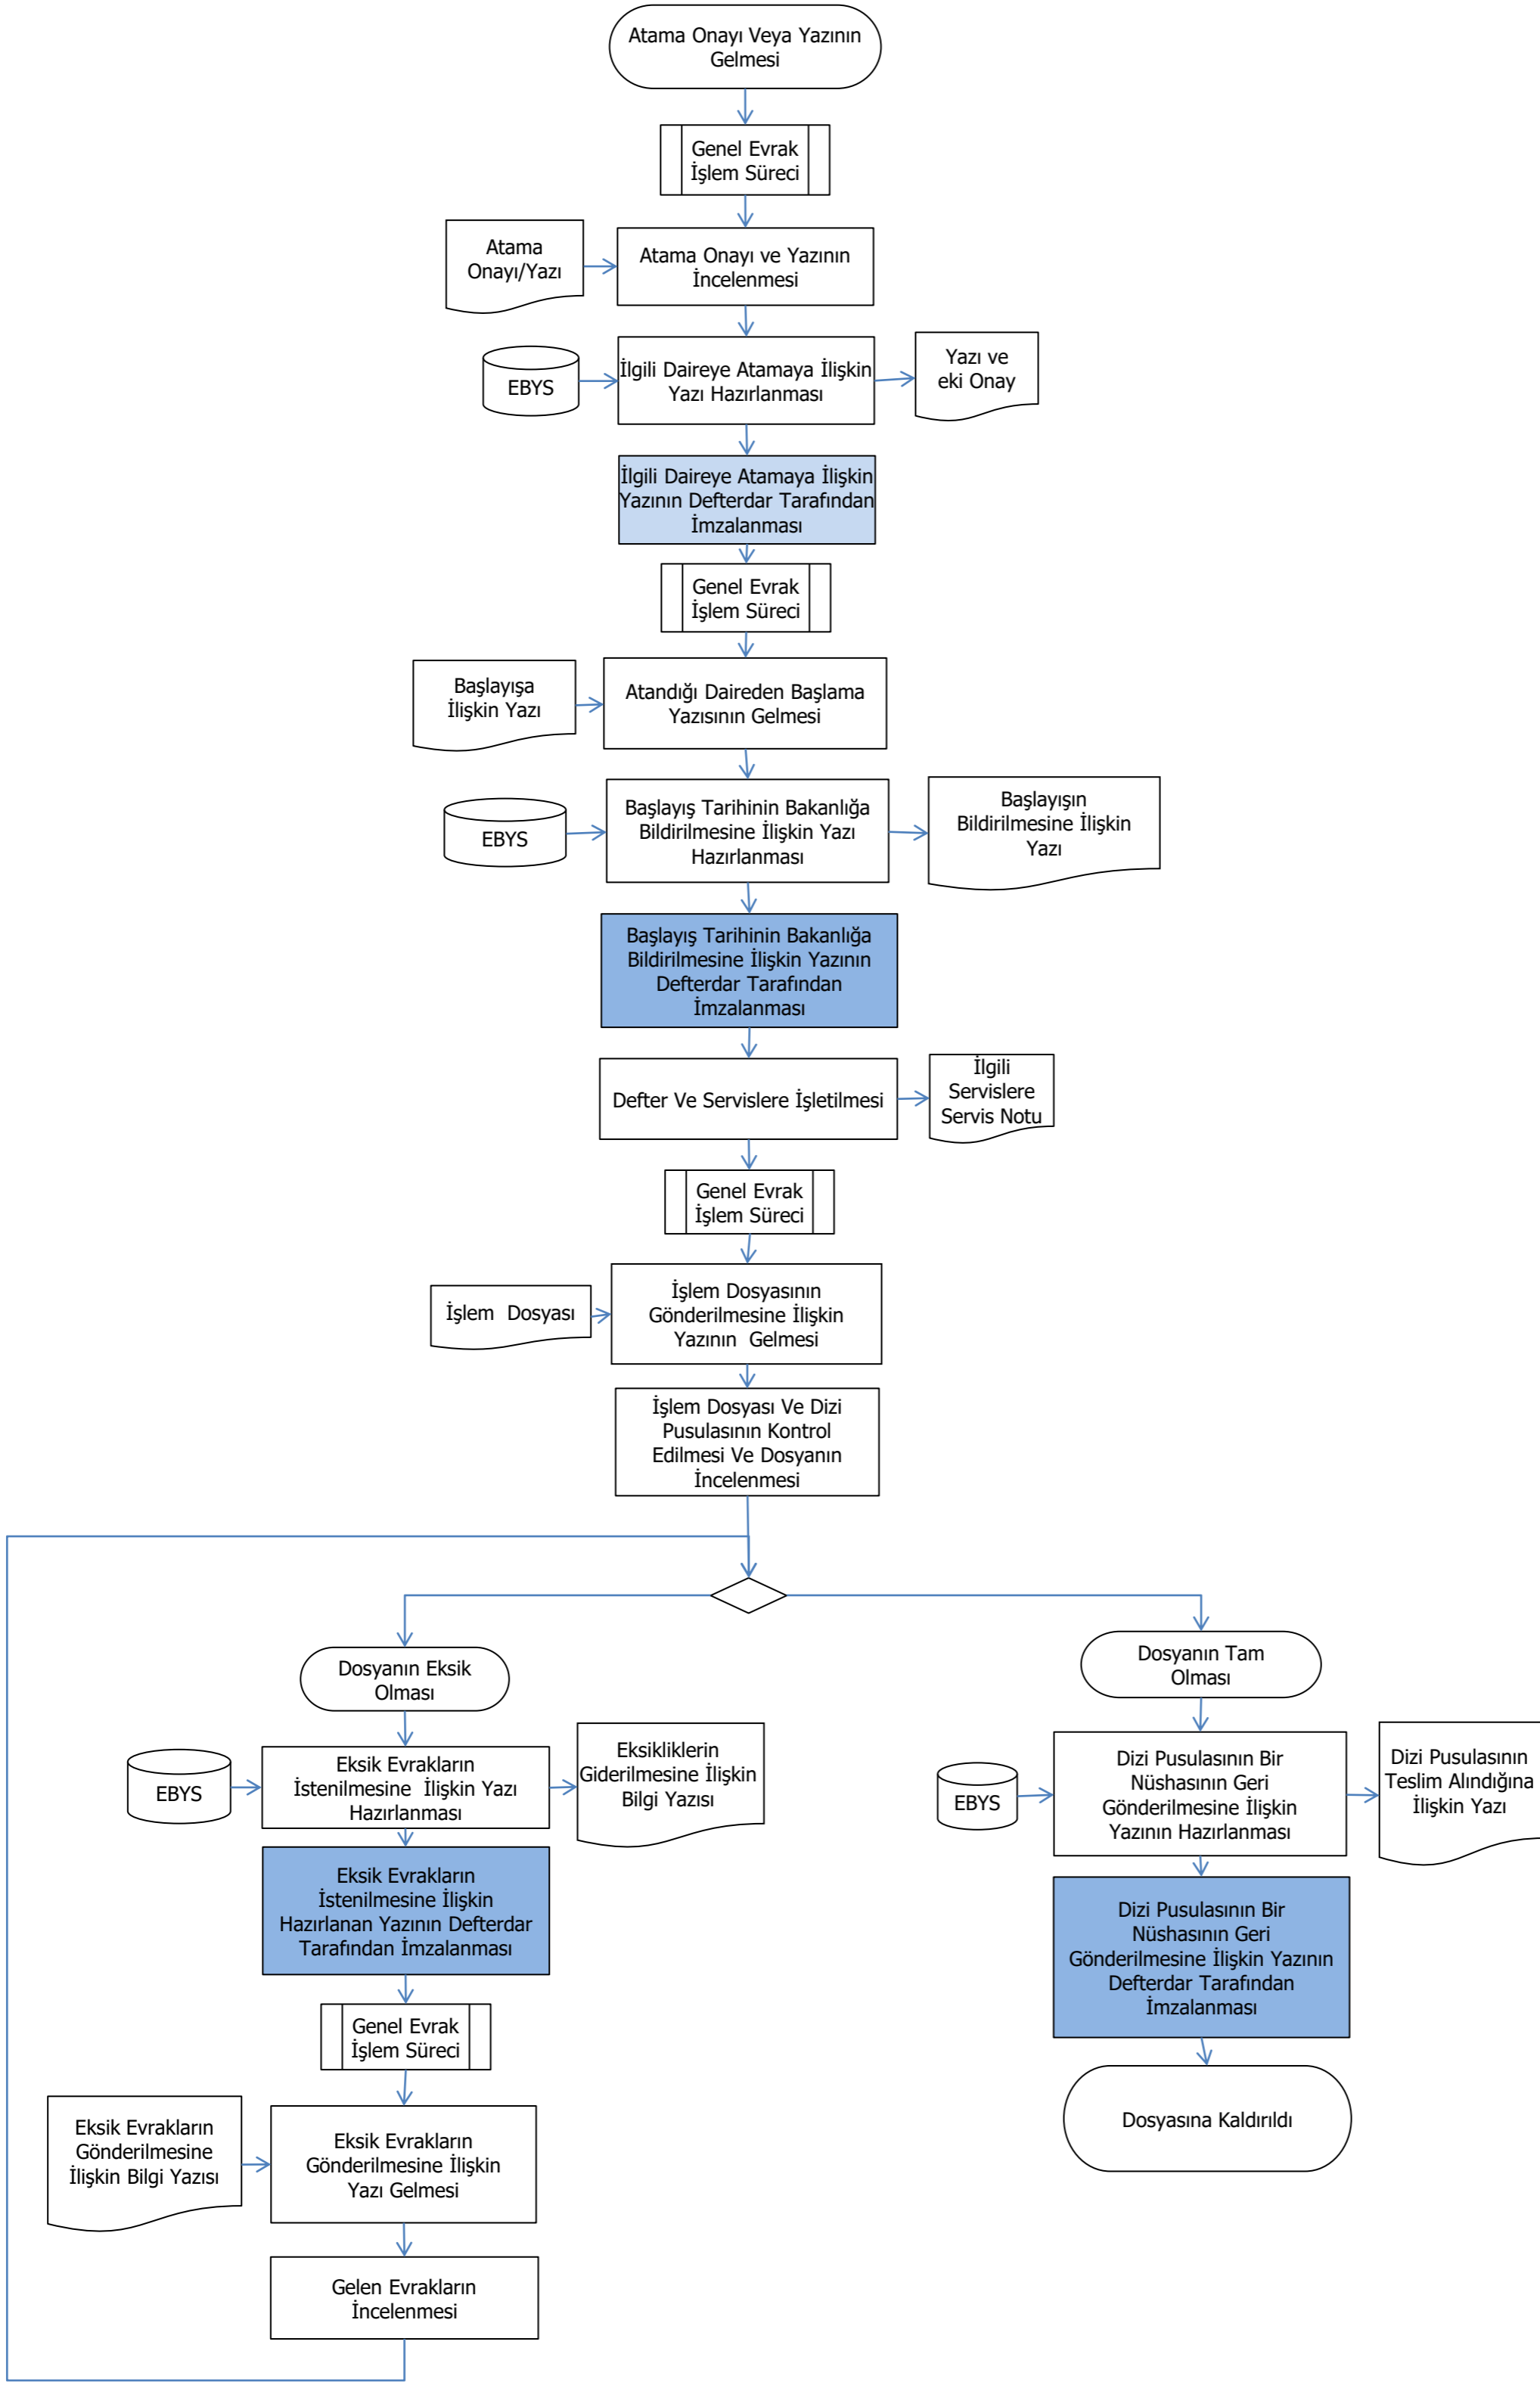 Atama Onayı Veya Yazının
Gelmesi
Genel Evrak
İşlem Süreci
Atama
Onayı/Yazı
Atama Onayı ve Yazının
İncelenmesi
EBYS
İlgili Daireye Atamaya İlişkin
Yazı Hazırlanması
Yazı ve
eki Onay
İlgili Daireye Atamaya İlişkin
Yazının Defterdar Tarafından
İmzalanması
Genel Evrak
İşlem Süreci
Başlayışa
İlişkin Yazı
Atandığı Daireden Başlama
Yazısının Gelmesi
EBYS
Başlayış Tarihinin Bakanlığa
Bildirilmesine İlişkin Yazı
Hazırlanması
Başlayışın
Bildirilmesine İlişkin
Yazı
Başlayış Tarihinin Bakanlığa
Bildirilmesine İlişkin Yazının
Defterdar Tarafından
İmzalanması
Defter Ve Servislere İşletilmesi
İlgili
Servislere
Servis Notu
Genel Evrak
İşlem Süreci
İşlem  Dosyası
İşlem Dosyasının
Gönderilmesine İlişkin
Yazının  Gelmesi
İşlem Dosyası Ve Dizi
Pusulasının Kontrol
Edilmesi Ve Dosyanın
İncelenmesi
Dosyanın Eksik
Olması
EBYS
Eksik Evrakların
İstenilmesine  İlişkin Yazı
Hazırlanması
Eksikliklerin
Giderilmesine İlişkin
Bilgi Yazısı
Eksik Evrakların
İstenilmesine İlişkin
Hazırlanan Yazının Defterdar
Tarafından İmzalanması
Genel Evrak
İşlem Süreci
Eksik Evrakların
Gönderilmesine
İlişkin Bilgi Yazısı
Eksik Evrakların
Gönderilmesine İlişkin
Yazı Gelmesi
Gelen Evrakların
İncelenmesi
Dosyanın Tam
Olması
EBYS
Dizi Pusulasının Bir
Nüshasının Geri
Gönderilmesine İlişkin
Yazının Hazırlanması
Dizi Pusulasının
Teslim Alındığına
İlişkin Yazı
Dizi Pusulasının Bir
Nüshasının Geri
Gönderilmesine İlişkin Yazının
Defterdar Tarafından
İmzalanması
Dosyasına Kaldırıldı